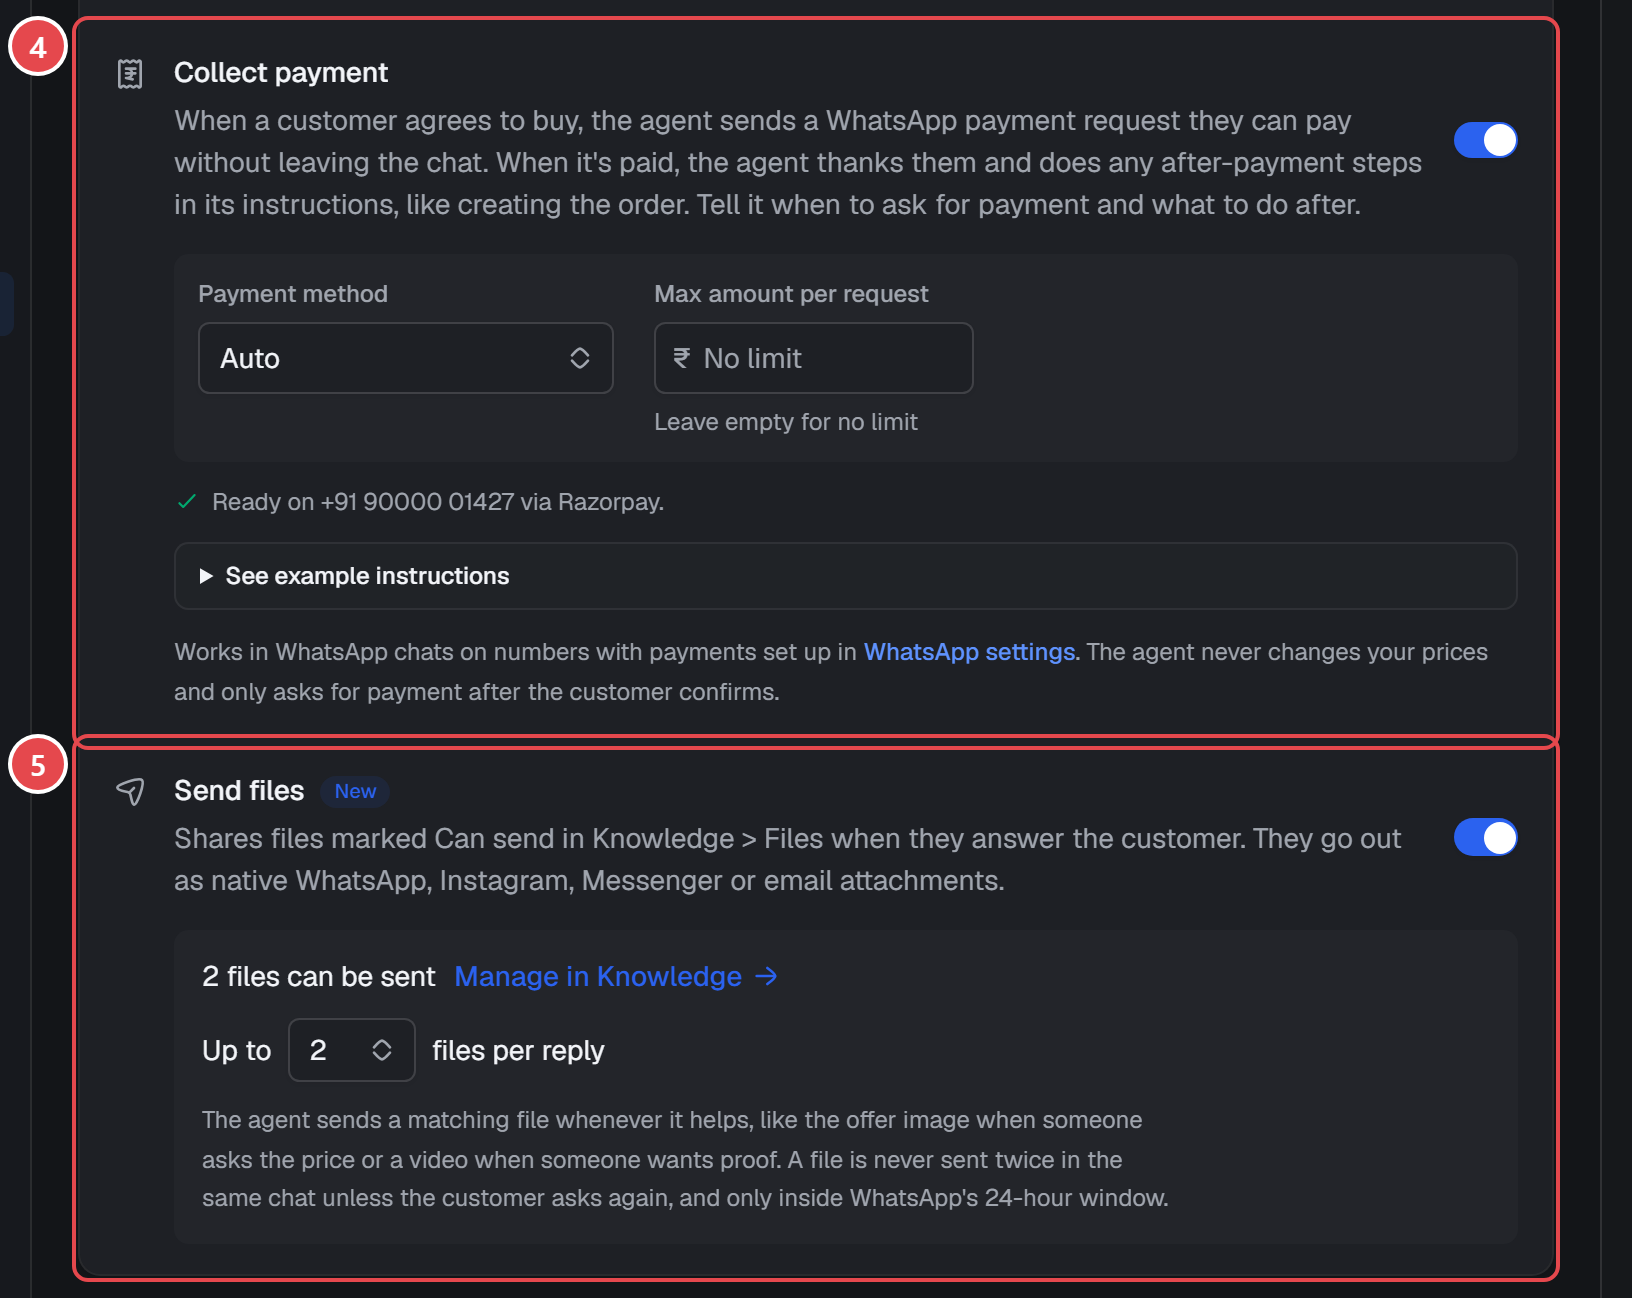 4
Collect payment
When a customer agrees to buy, the agent sends a WhatsApp payment request they can pay
without leaving the chat. When it's paid, the agent thanks them and does any after-payment steps
in its instructions, like creating the order. Tell it when to ask for payment and what to do after.
Payment method
Max amount per request
Auto
₹ No limit
Leave empty for no limit
Ready on +91 90000 01427 via Razorpay.
See example instructions
Works in WhatsApp chats on numbers with payments set up in WhatsApp settings. The agent never changes your prices
and only asks for payment after the customer confirms.
5
Send files New
Shares files marked Can send in Knowledge > Files when they answer the customer. They go out
as native WhatsApp, Instagram, Messenger or email attachments.
2 files can be sent Manage in Knowledge →
Up to 2 files per reply
The agent sends a matching file whenever it helps, like the offer image when someone
asks the price or a video when someone wants proof. A file is never sent twice in the
same chat unless the customer asks again, and only inside WhatsApp's 24-hour window.